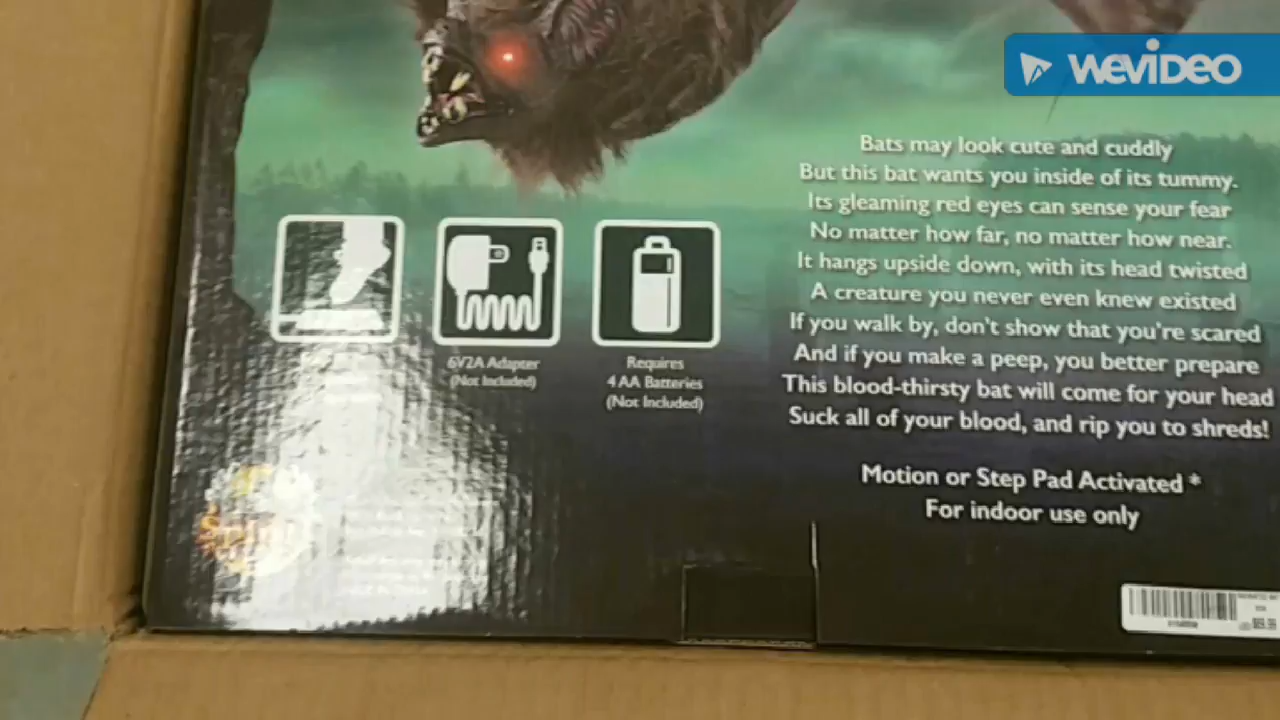 WeVideo
Bats may look cute and cuddly
But this bat wants you inside of its tummy.
Its gleaming red eyes can sense your fear
No matter how far, no matter how near.
It hangs upside down, with its head twisted
A creature you never even knew existed
If you walk by, don't show that you're scared
And if you make a peep, you better prepare
This blood-thirsty bat will come for your head
Suck all of your blood, and rip you to shreds!
Motion or Step Pad Activated *
For indoor use only
6V2A Adapter
(Not Included)
Requires
4 AA Batteries
(Not Included)
Spirit